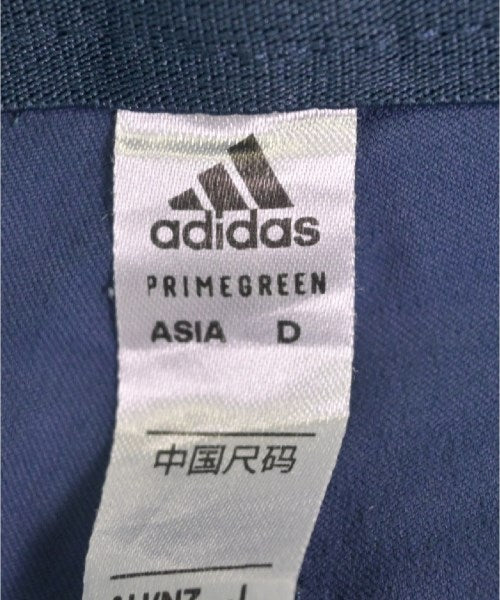 adidas
PRIMEGREEN
ASIA D
中国尺码